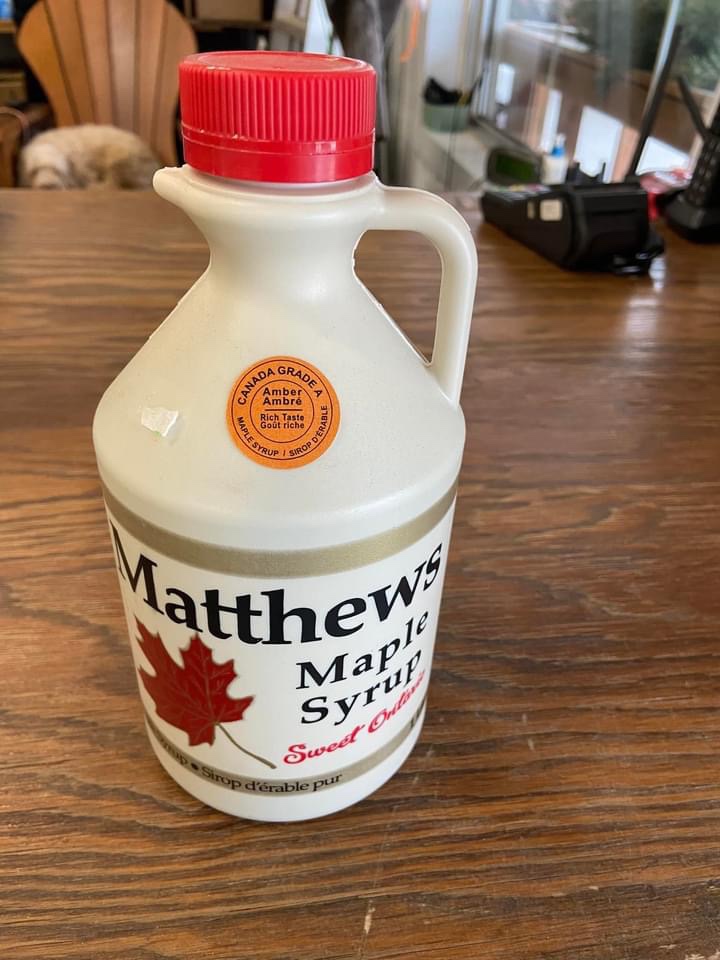 CANADA GRADE A
Amber
Ambré
Rich Taste
Goût riche
MAPLE SYRUP / SIROP D'ÉRABLE
Matthews
Maple
Syrup
Sweet Ontario
syrup • Sirop d'érable pur